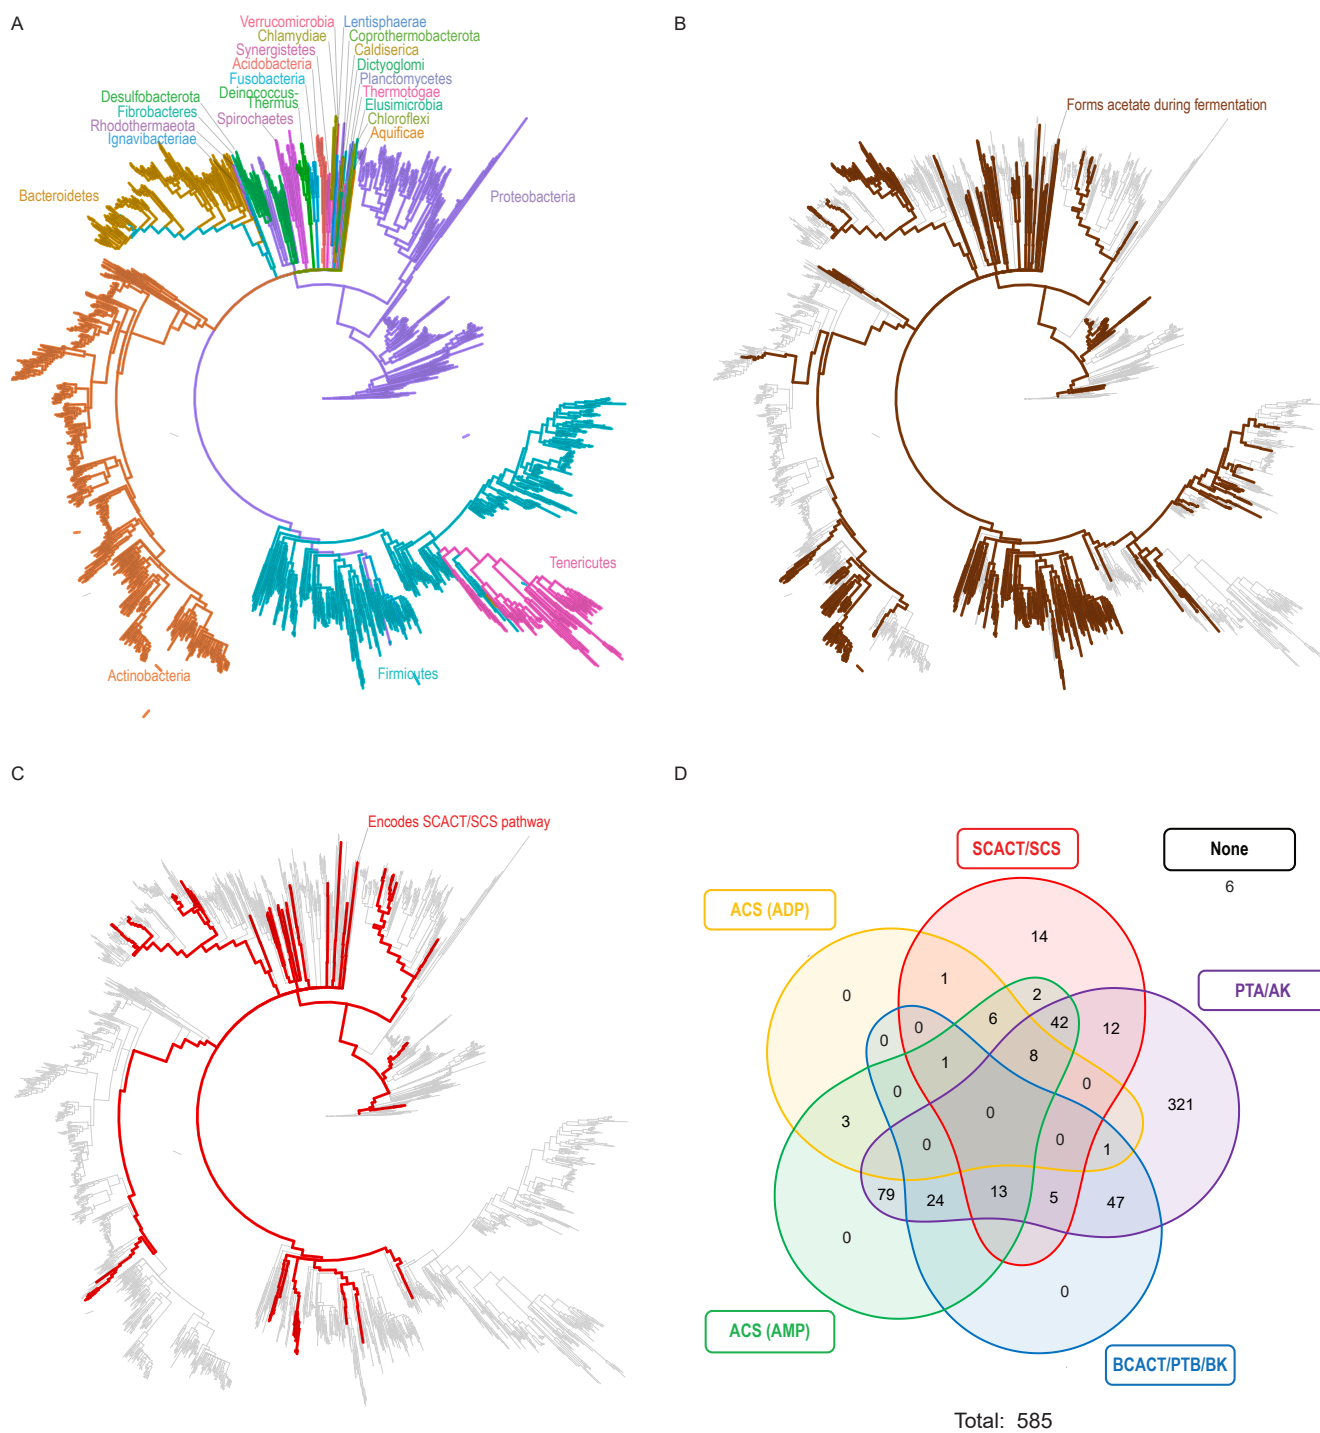 A
Verrucomicrobia
Lentisphaerae
Chlamydiae
Coprothermobacterota
Synergistetes
Caldiserica
Acidobacteria
Dictyoglomi
Fusobacteria
Planctomycetes
Deinococcus-
Thermus
Thermotogae
Desulfobacterota
Elusimicrobia
Fibrobacteres
Spirochaetes
Chloroflexi
Rhodothermaeota
Aquificae
Ignavibacteriae
Bacteroidetes
Proteobacteria
Tenericutes
Actinobacteria
Firmicutes
B
Forms acetate during fermentation
C
Encodes SCACT/SCS pathway
D
SCACT/SCS
None
6
ACS (ADP)
PTA/AK
14
1
0
2
6
42
12
0
0
1
8
0
0
321
3
0
0
0
1
79
24
13
5
47
0
0
ACS (AMP)
BCACT/PTB/BK
Total: 585